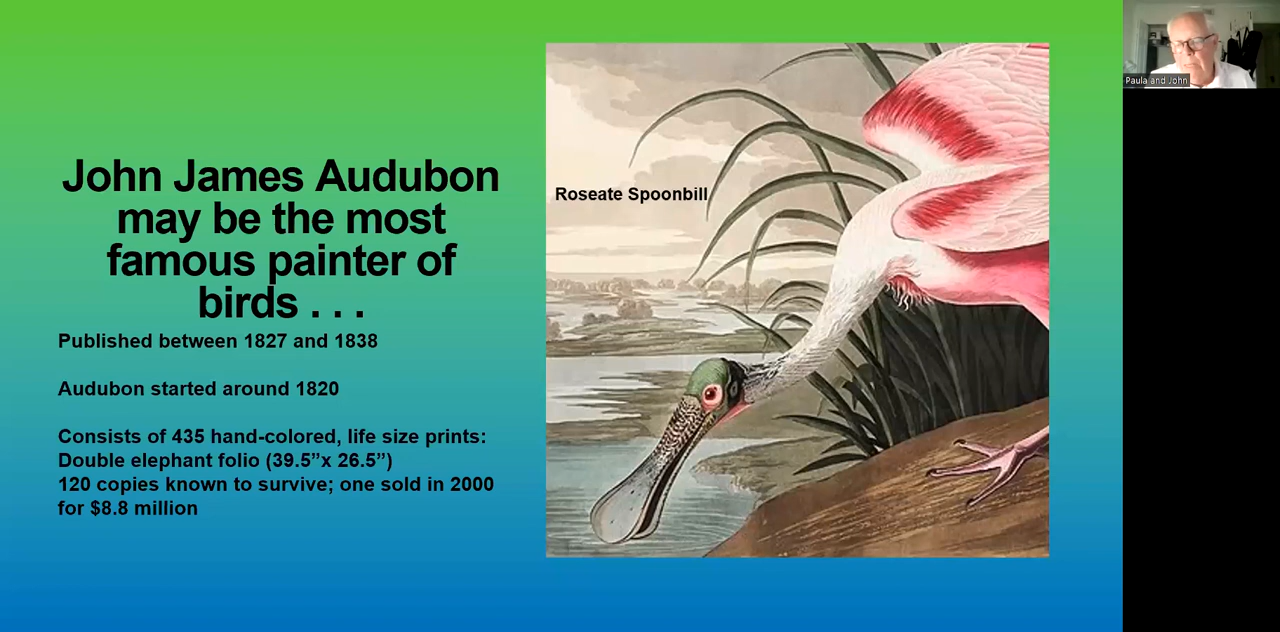 John James Audubon
may be the most
famous painter of
birds . . .
Published between 1827 and 1838
Audubon started around 1820
Consists of 435 hand-colored, life size prints:
Double elephant folio (39.5”x 26.5”)
120 copies known to survive; one sold in 2000
for $8.8 million
Roseate Spoonbill
Paula and John